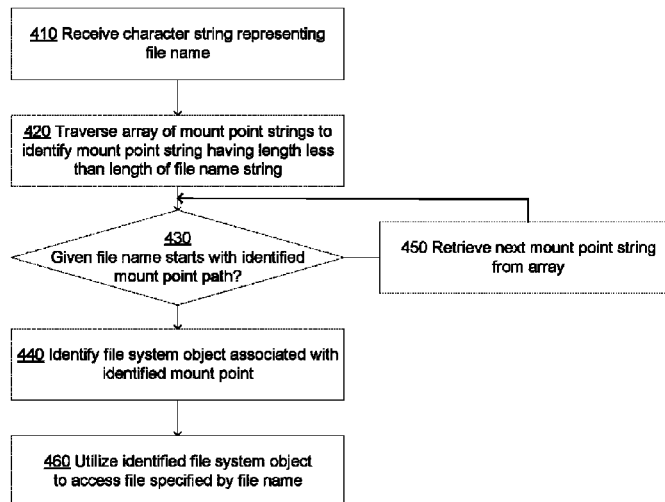 410 Receive character string representing
file name
420 Traverse array of mount point strings to
identify mount point string having length less
than length of file name string
430
Given file name starts with identified
mount point path?
450 Retrieve next mount point string
from array
440 Identify file system object associated with
identified mount point
460 Utilize identified file system object
to access file specified by file name